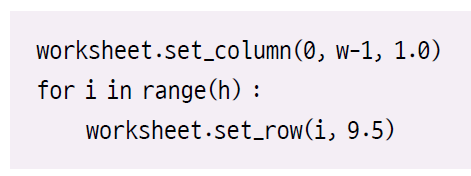 worksheet.set_column(0, w-1, 1.0)
for i in range(h) :
    worksheet.set_row(i, 9.5)